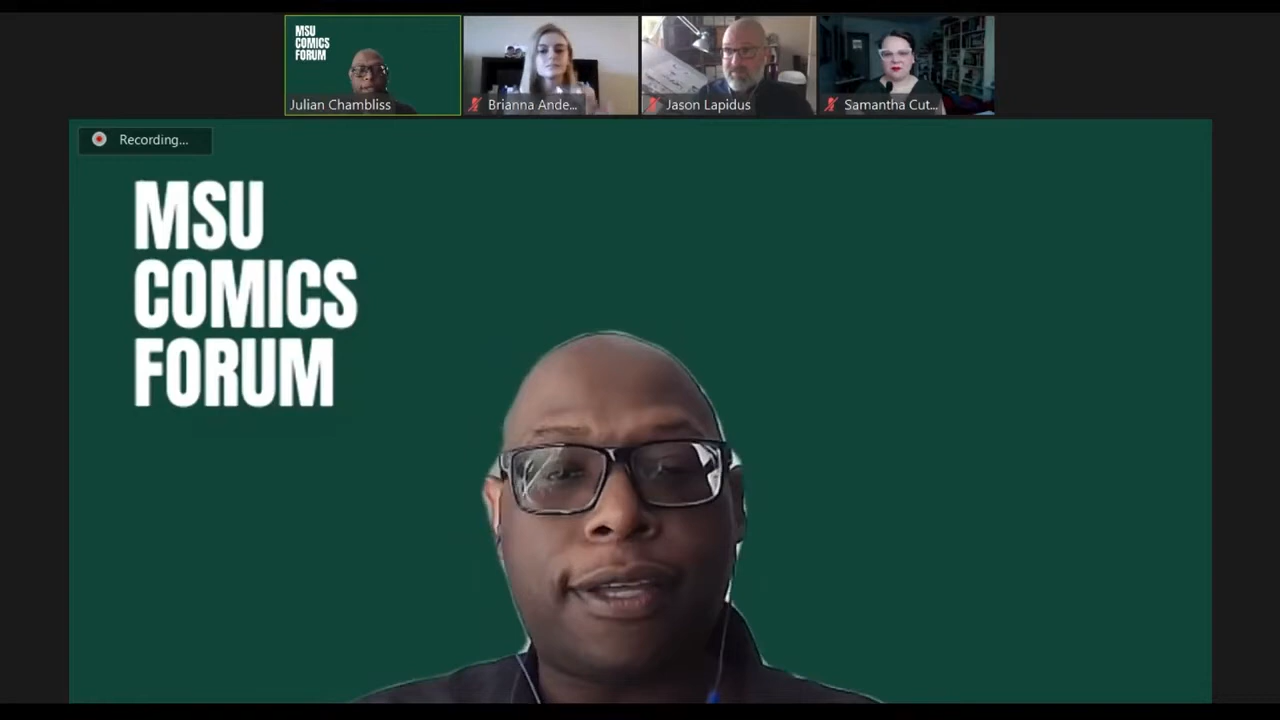 MSU
COMICS
FORUM
Julian Chambliss
Brianna Ande...
Jason Lapidus
Samantha Cut...
Recording...
MSU
COMICS
FORUM